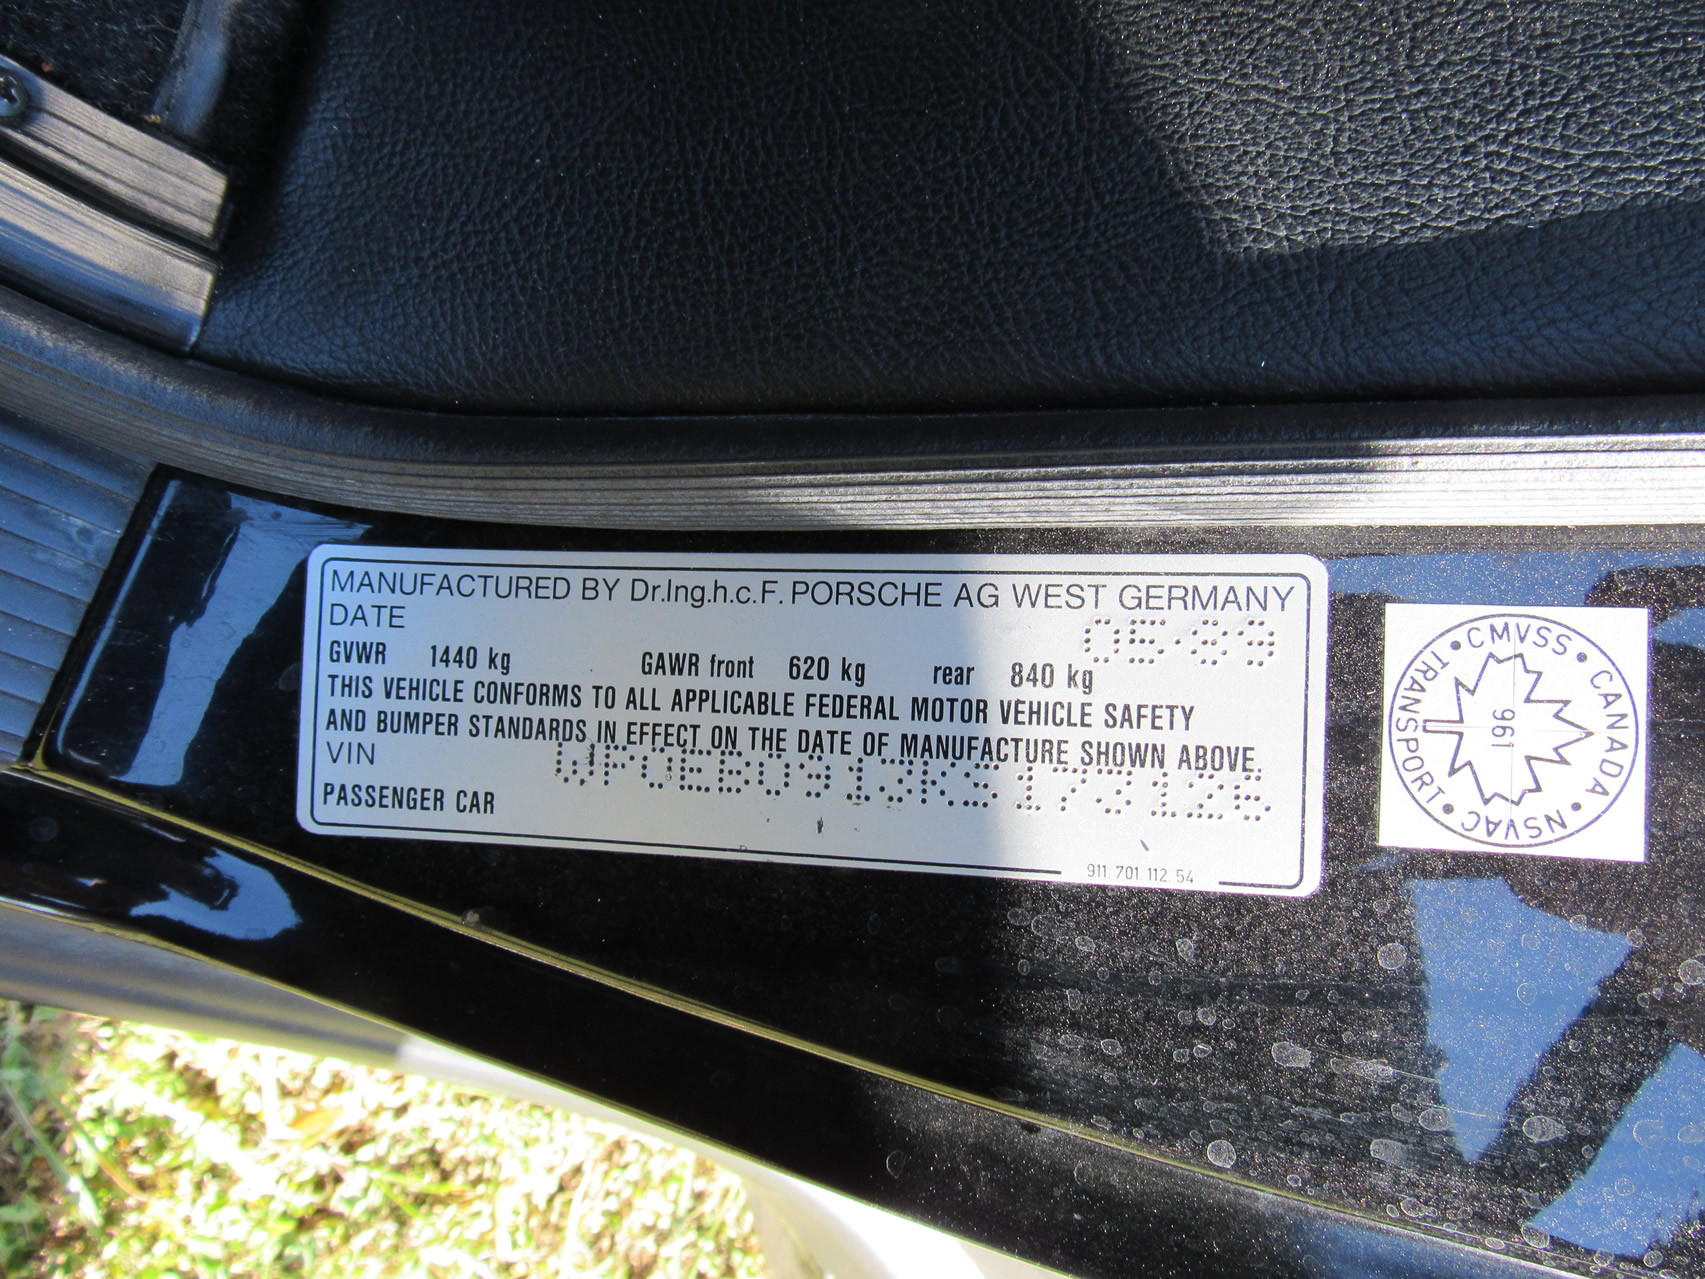 MANUFACTURED BY Dr.Ing.h.c.F. PORSCHE AG WEST GERMANY
DATE 05·89
GVWR 1440 kg GAWR front 620 kg rear 840 kg
THIS VEHICLE CONFORMS TO ALL APPLICABLE FEDERAL MOTOR VEHICLE SAFETY
AND BUMPER STANDARDS IN EFFECT ON THE DATE OF MANUFACTURE SHOWN ABOVE.
VIN WP0EB0913KS173126
PASSENGER CAR
911.701.112.54
CMVSS • CANADA • NSVAC • TRANSPORT •
961